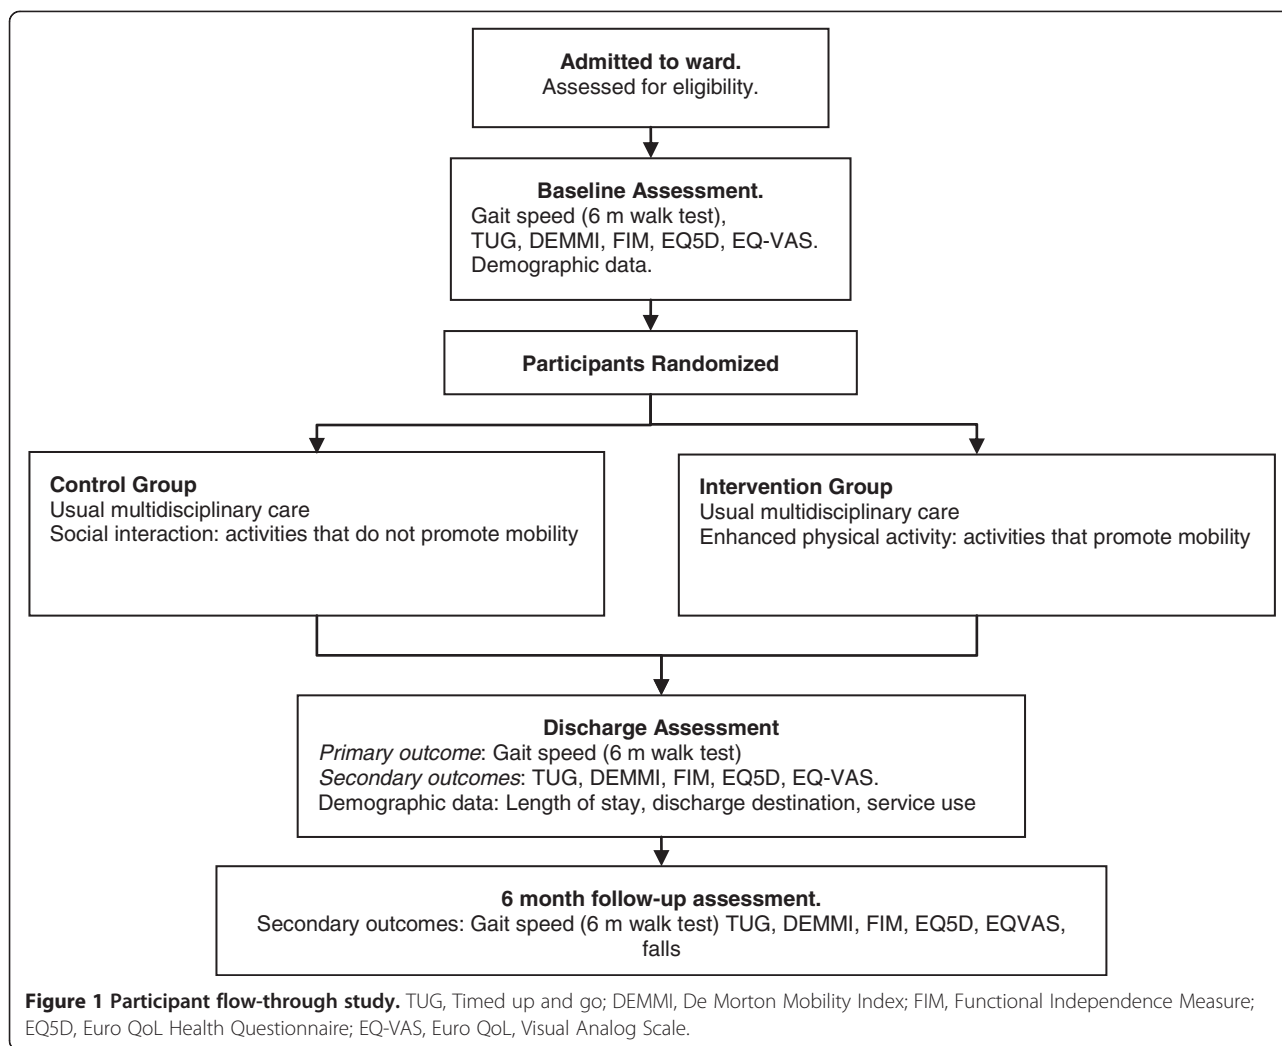 Admitted to ward.
Assessed for eligibility.
Baseline Assessment.
Gait speed (6 m walk test),
TUG, DEMMI, FIM, EQ5D, EQ-VAS.
Demographic data.
Participants Randomized
Control Group
Usual multidisciplinary care
Social interaction: activities that do not promote mobility
Intervention Group
Usual multidisciplinary care
Enhanced physical activity: activities that promote mobility
Discharge Assessment
Primary outcome: Gait speed (6 m walk test)
Secondary outcomes: TUG, DEMMI, FIM, EQ5D, EQ-VAS.
Demographic data: Length of stay, discharge destination, service use
6 month follow-up assessment.
Secondary outcomes: Gait speed (6 m walk test) TUG, DEMMI, FIM, EQ5D, EQVAS,
falls
Figure 1 Participant flow-through study. TUG, Timed up and go; DEMMI, De Morton Mobility Index; FIM, Functional Independence Measure;
EQ5D, Euro QoL Health Questionnaire; EQ-VAS, Euro QoL, Visual Analog Scale.